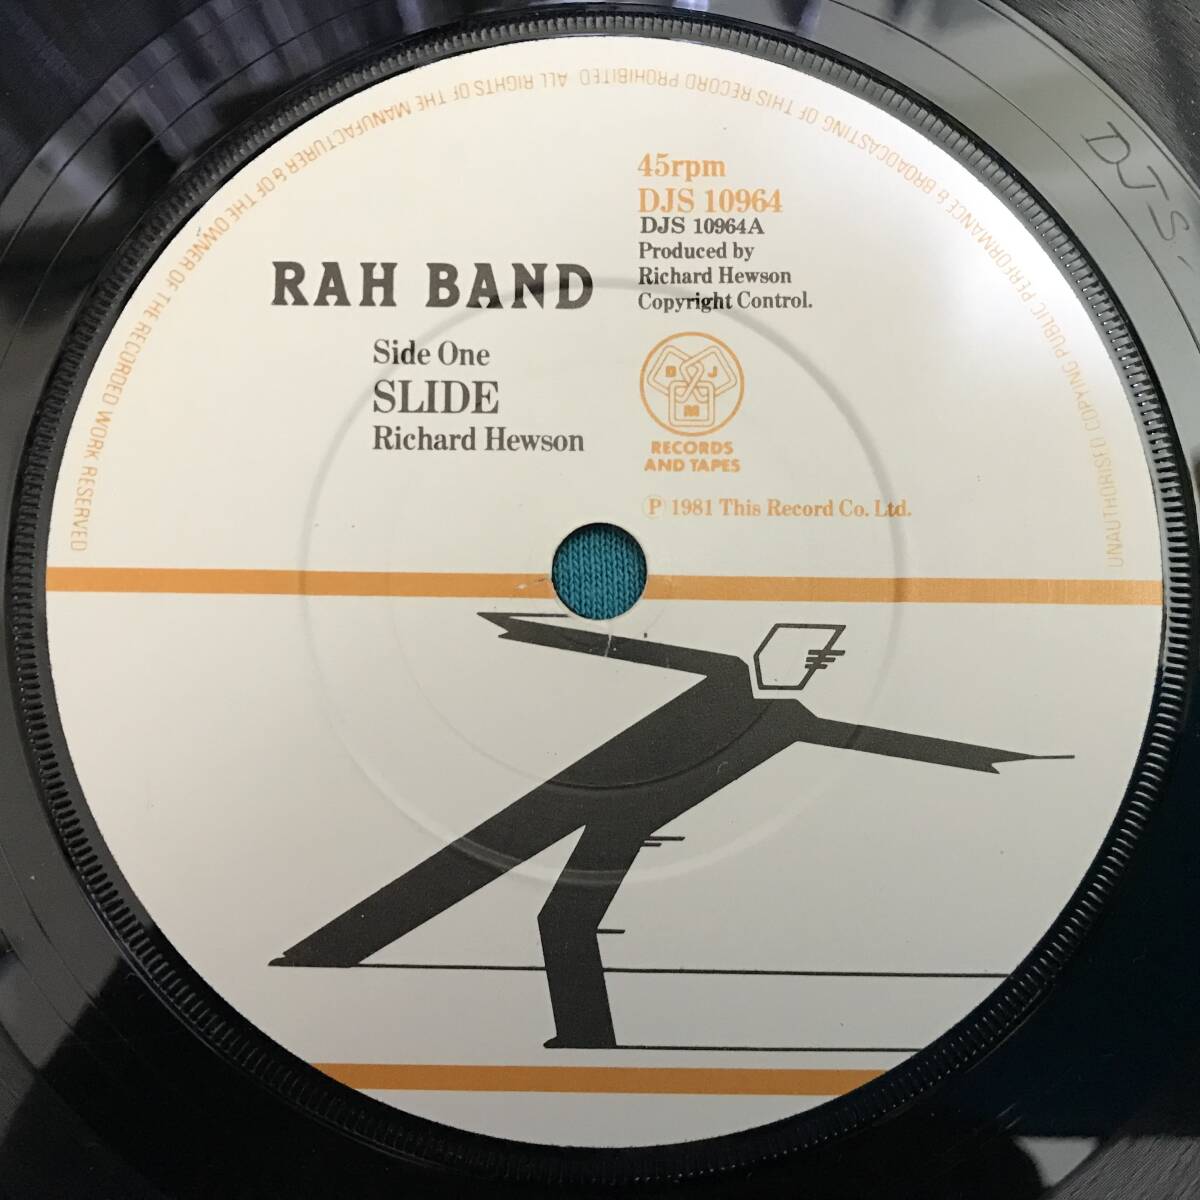 ALL RIGHTS OF THE MANUFACTURER & OF THE OWNER OF THE RECORDED WORK RESERVED
UNAUTHORISED COPYING PUBLIC PERFORMANCE & BROADCASTING OF THIS RECORD PROHIBITED
45rpm
DJS 10964
DJS 10964A
Produced by
Richard Hewson
Copyright Control.
RAH BAND
Side One
SLIDE
Richard Hewson
D J
M
RECORDS
AND TAPES
℗ 1981 This Record Co. Ltd.
DJS.